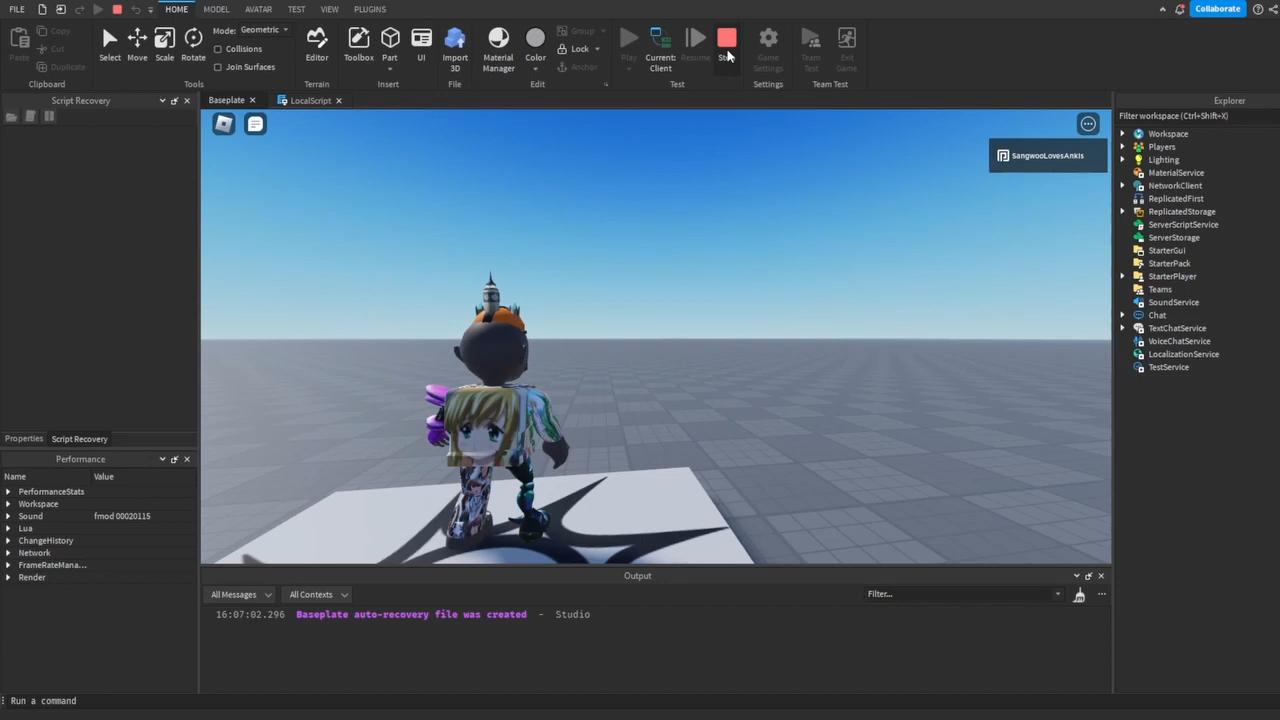 FILE HOME MODEL AVATAR TEST VIEW PLUGINS Collaborate
Paste Copy Cut Duplicate Clipboard
Select Move Scale Rotate Mode: Geometric Collisions Join Surfaces Tools
Editor Terrain
Toolbox Part UI Insert
Import 3D File
Material Manager Color Group Lock Anchor Edit
Play Current Client Resume Test
Game Settings Settings
Team Test Exit Game Team Test
Script Recovery
Baseplate LocalScript
Explorer
Filter workspace (Ctrl+Shift+X)
SangwooLovesAnkis
Workspace
Players
Lighting
MaterialService
NetworkClient
ReplicatedFirst
ReplicatedStorage
ServerScriptService
ServerStorage
StarterGui
StarterPack
StarterPlayer
Teams
SoundService
Chat
TextChatService
VoiceChatService
LocalizationService
TestService
Properties Script Recovery
Performance
Name Value
PerformanceStats
Workspace
Sound fmod 00020115
Lua
ChangeHistory
Network
FrameRateMana...
Render
Output
All Messages All Contexts Filter...
16:07:02.296 Baseplate auto-recovery file was created - Studio
Run a command